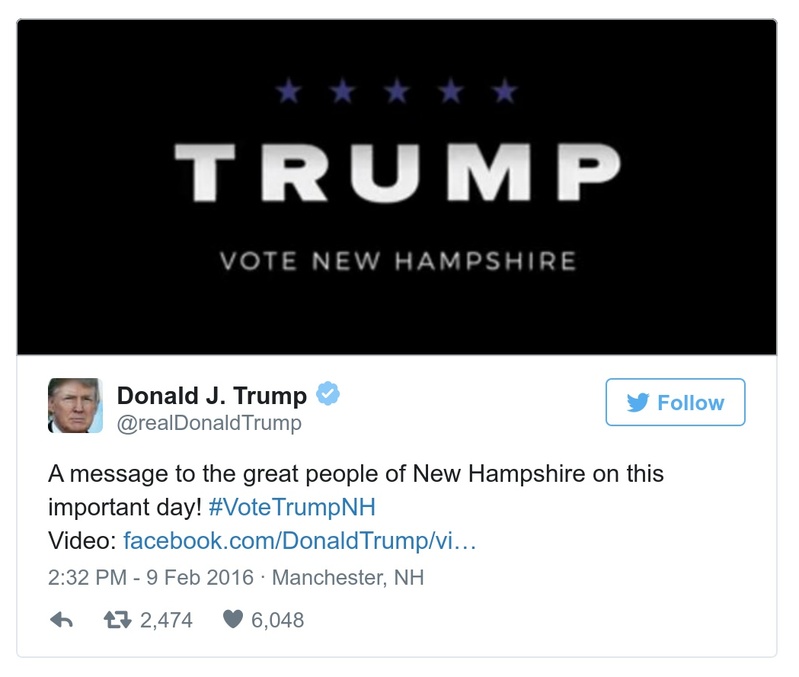 TRUMP
VOTE NEW HAMPSHIRE
Donald J. Trump
@realDonaldTrump
Follow
A message to the great people of New Hampshire on this
important day! #VoteTrumpNH
Video: facebook.com/DonaldTrump/vi…
2:32 PM - 9 Feb 2016 · Manchester, NH
2,474 6,048